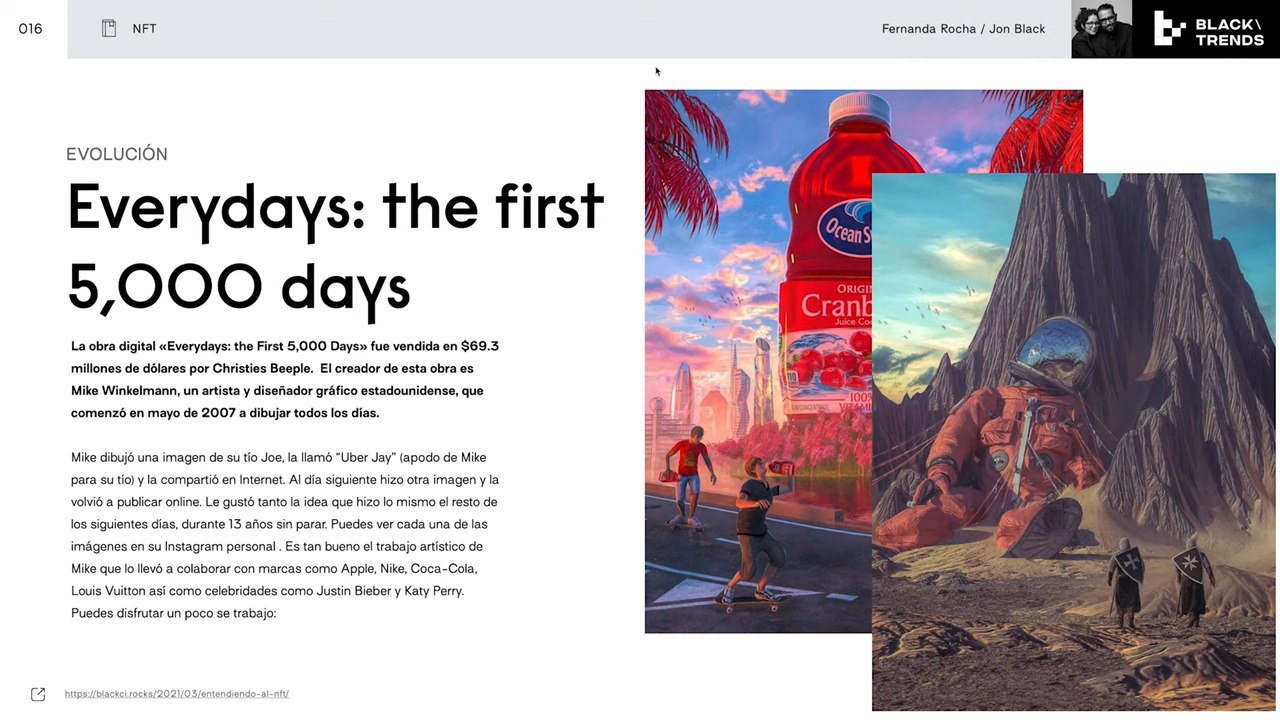 016
NFT
Fernanda Rocha / Jon Black
BLACK\
TRENDS
EVOLUCIÓN
Everydays: the first
5,000 days
La obra digital «Everydays: the First 5,000 Days» fue vendida en $69.3
millones de dólares por Christies Beeple.  El creador de esta obra es
Mike Winkelmann, un artista y diseñador gráfico estadounidense, que
comenzó en mayo de 2007 a dibujar todos los días.
Mike dibujó una imagen de su tío Joe, la llamó “Uber Jay” (apodo de Mike
para su tío) y la compartió en Internet. Al día siguiente hizo otra imagen y la
volvió a publicar online. Le gustó tanto la idea que hizo lo mismo el resto de
los siguientes días, durante 13 años sin parar. Puedes ver cada una de las
imágenes en su Instagram personal . Es tan bueno el trabajo artístico de
Mike que lo llevó a colaborar con marcas como Apple, Nike, Coca-Cola,
Louis Vuitton así como celebridades como Justin Bieber y Katy Perry.
Puedes disfrutar un poco se trabajo:
https://blackci.rocks/2021/03/entendiendo-al-nft/
Ocean S
ORIGI
Cranb
Juice Co
110
100%